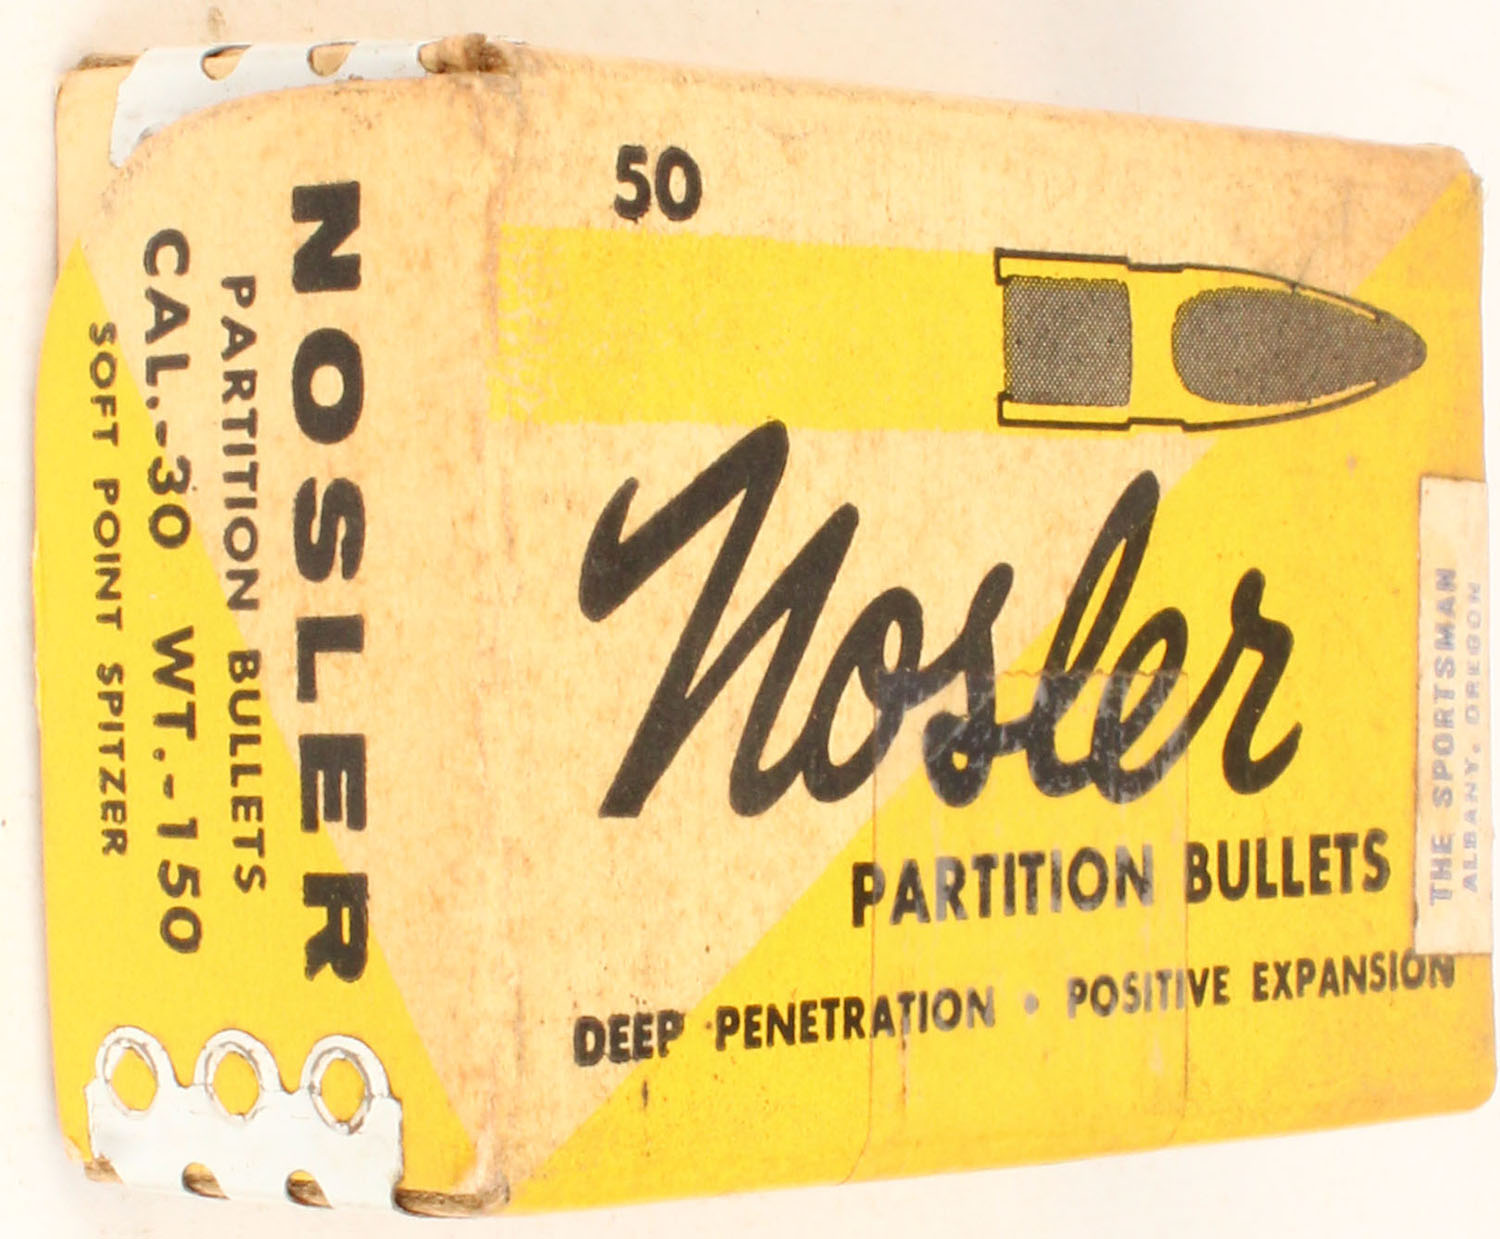 NOSLER
PARTITION BULLETS
CAL.-30 WT.-150
SOFT POINT SPITZER
50
Nosler
PARTITION BULLETS
DEEP PENETRATION • POSITIVE EXPANSION
THE SPORTSMAN
ALBANY, OREGON